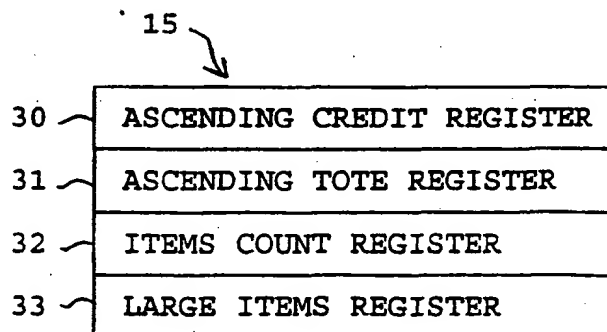 15
30 ASCENDING CREDIT REGISTER
31 ASCENDING TOTE REGISTER
32 ITEMS COUNT REGISTER
33 LARGE ITEMS REGISTER